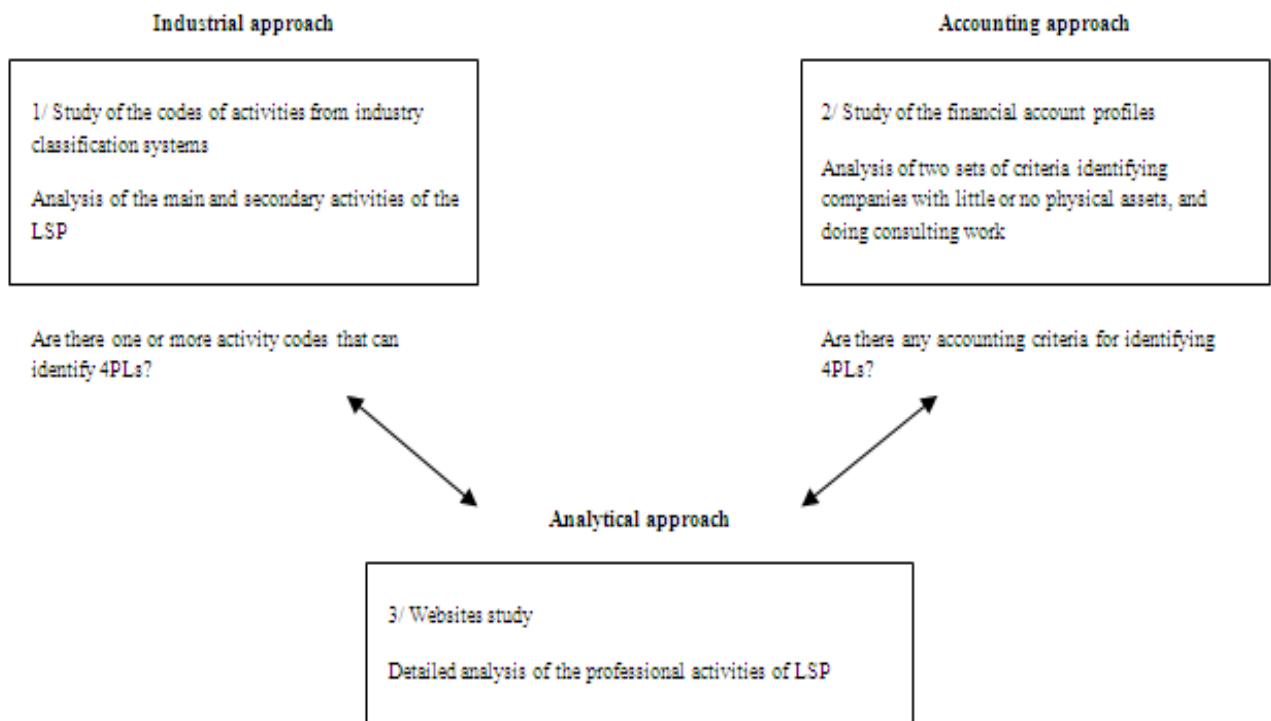 Industrial approach
1/ Study of the codes of activities from industry
classification systems
Analysis of the main and secondary activities of the
LSP
Are there one or more activity codes that can
identify 4PLs?
Accounting approach
2/ Study of the financial account profiles
Analysis of two sets of criteria identifying
companies with little or no physical assets, and
doing consulting work
Are there any accounting criteria for identifying
4PLs?
Analytical approach
3/ Websites study
Detailed analysis of the professional activities of LSP